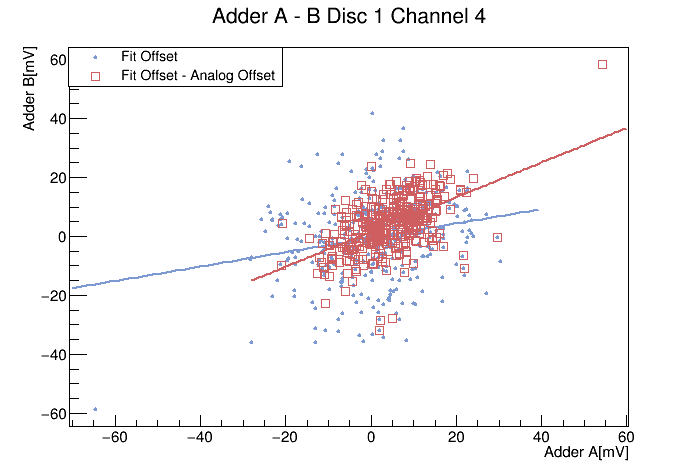 Adder A - B Disc 1 Channel 4
Adder B[mV]
Fit Offset
Fit Offset - Analog Offset
60
40
20
0
−20
−40
−60
−60 −40 −20 0 20 40 60
Adder A[mV]